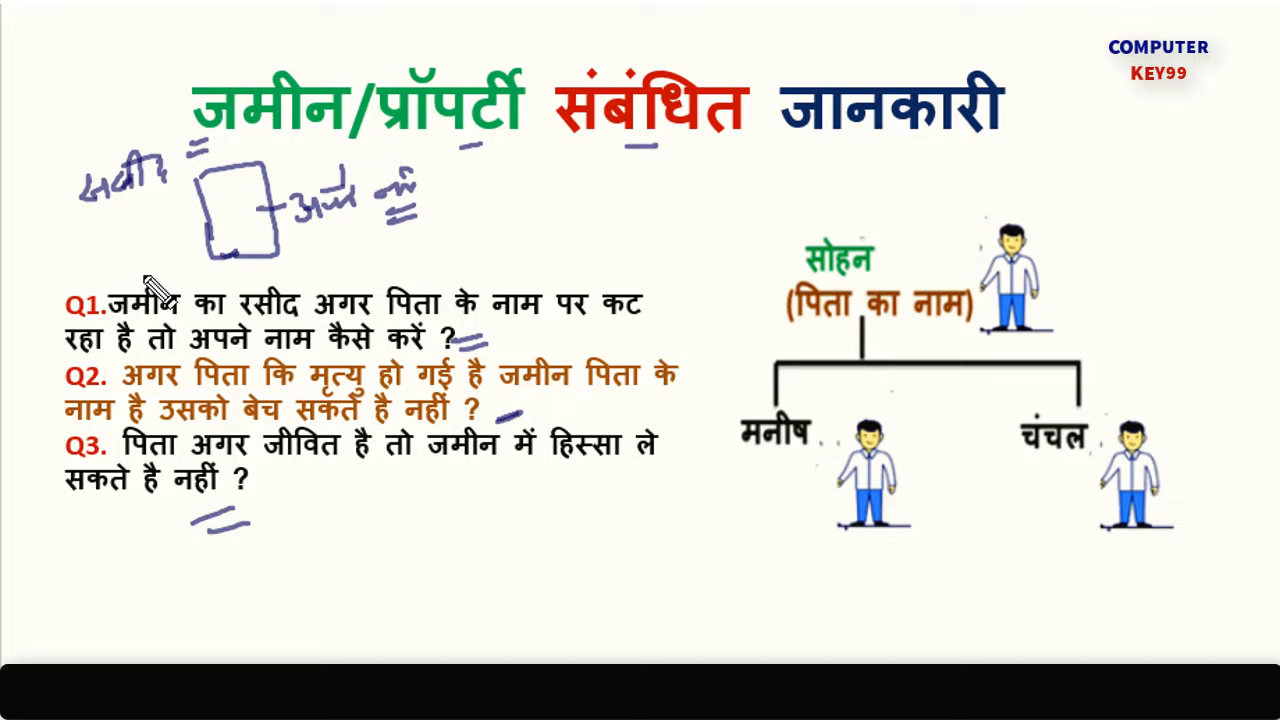 COMPUTER
KEY99
जमीन/प्रॉपर्टी संबंधित जानकारी
Q1.जमीन का रसीद अगर पिता के नाम पर कट
रहा है तो अपने नाम कैसे करें ?
Q2. अगर पिता कि मृत्यु हो गई है जमीन पिता के
नाम है उसको बेच सकते है नहीं ?
Q3. पिता अगर जीवित है तो जमीन में हिस्सा ले
सकते है नहीं ?
सोहन
(पिता का नाम)
मनीष
चंचल